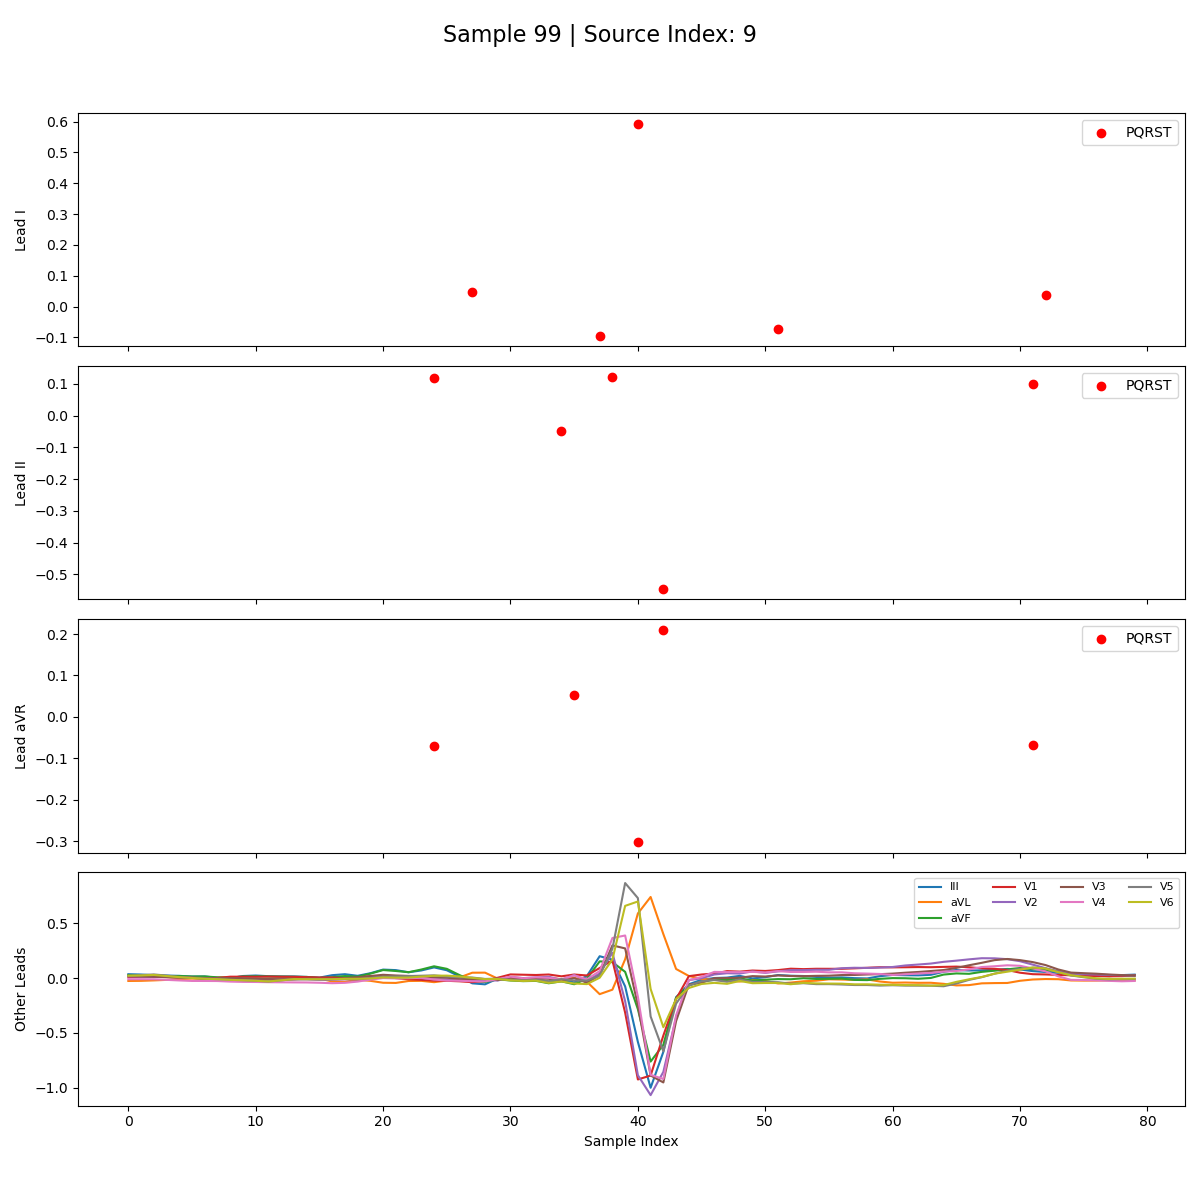 Sample 99 | Source Index: 9
0.6
0.5
0.4
0.3
0.2
0.1
0.0
−0.1
Lead I
PQRST
0.1
0.0
−0.1
−0.2
−0.3
−0.4
−0.5
Lead II
PQRST
0.2
0.1
0.0
−0.1
−0.2
−0.3
Lead aVR
PQRST
0.5
0.0
−0.5
−1.0
Other Leads
III V1 V3 V5
aVL V2 V4 V6
aVF
0 10 20 30 40 50 60 70 80
Sample Index